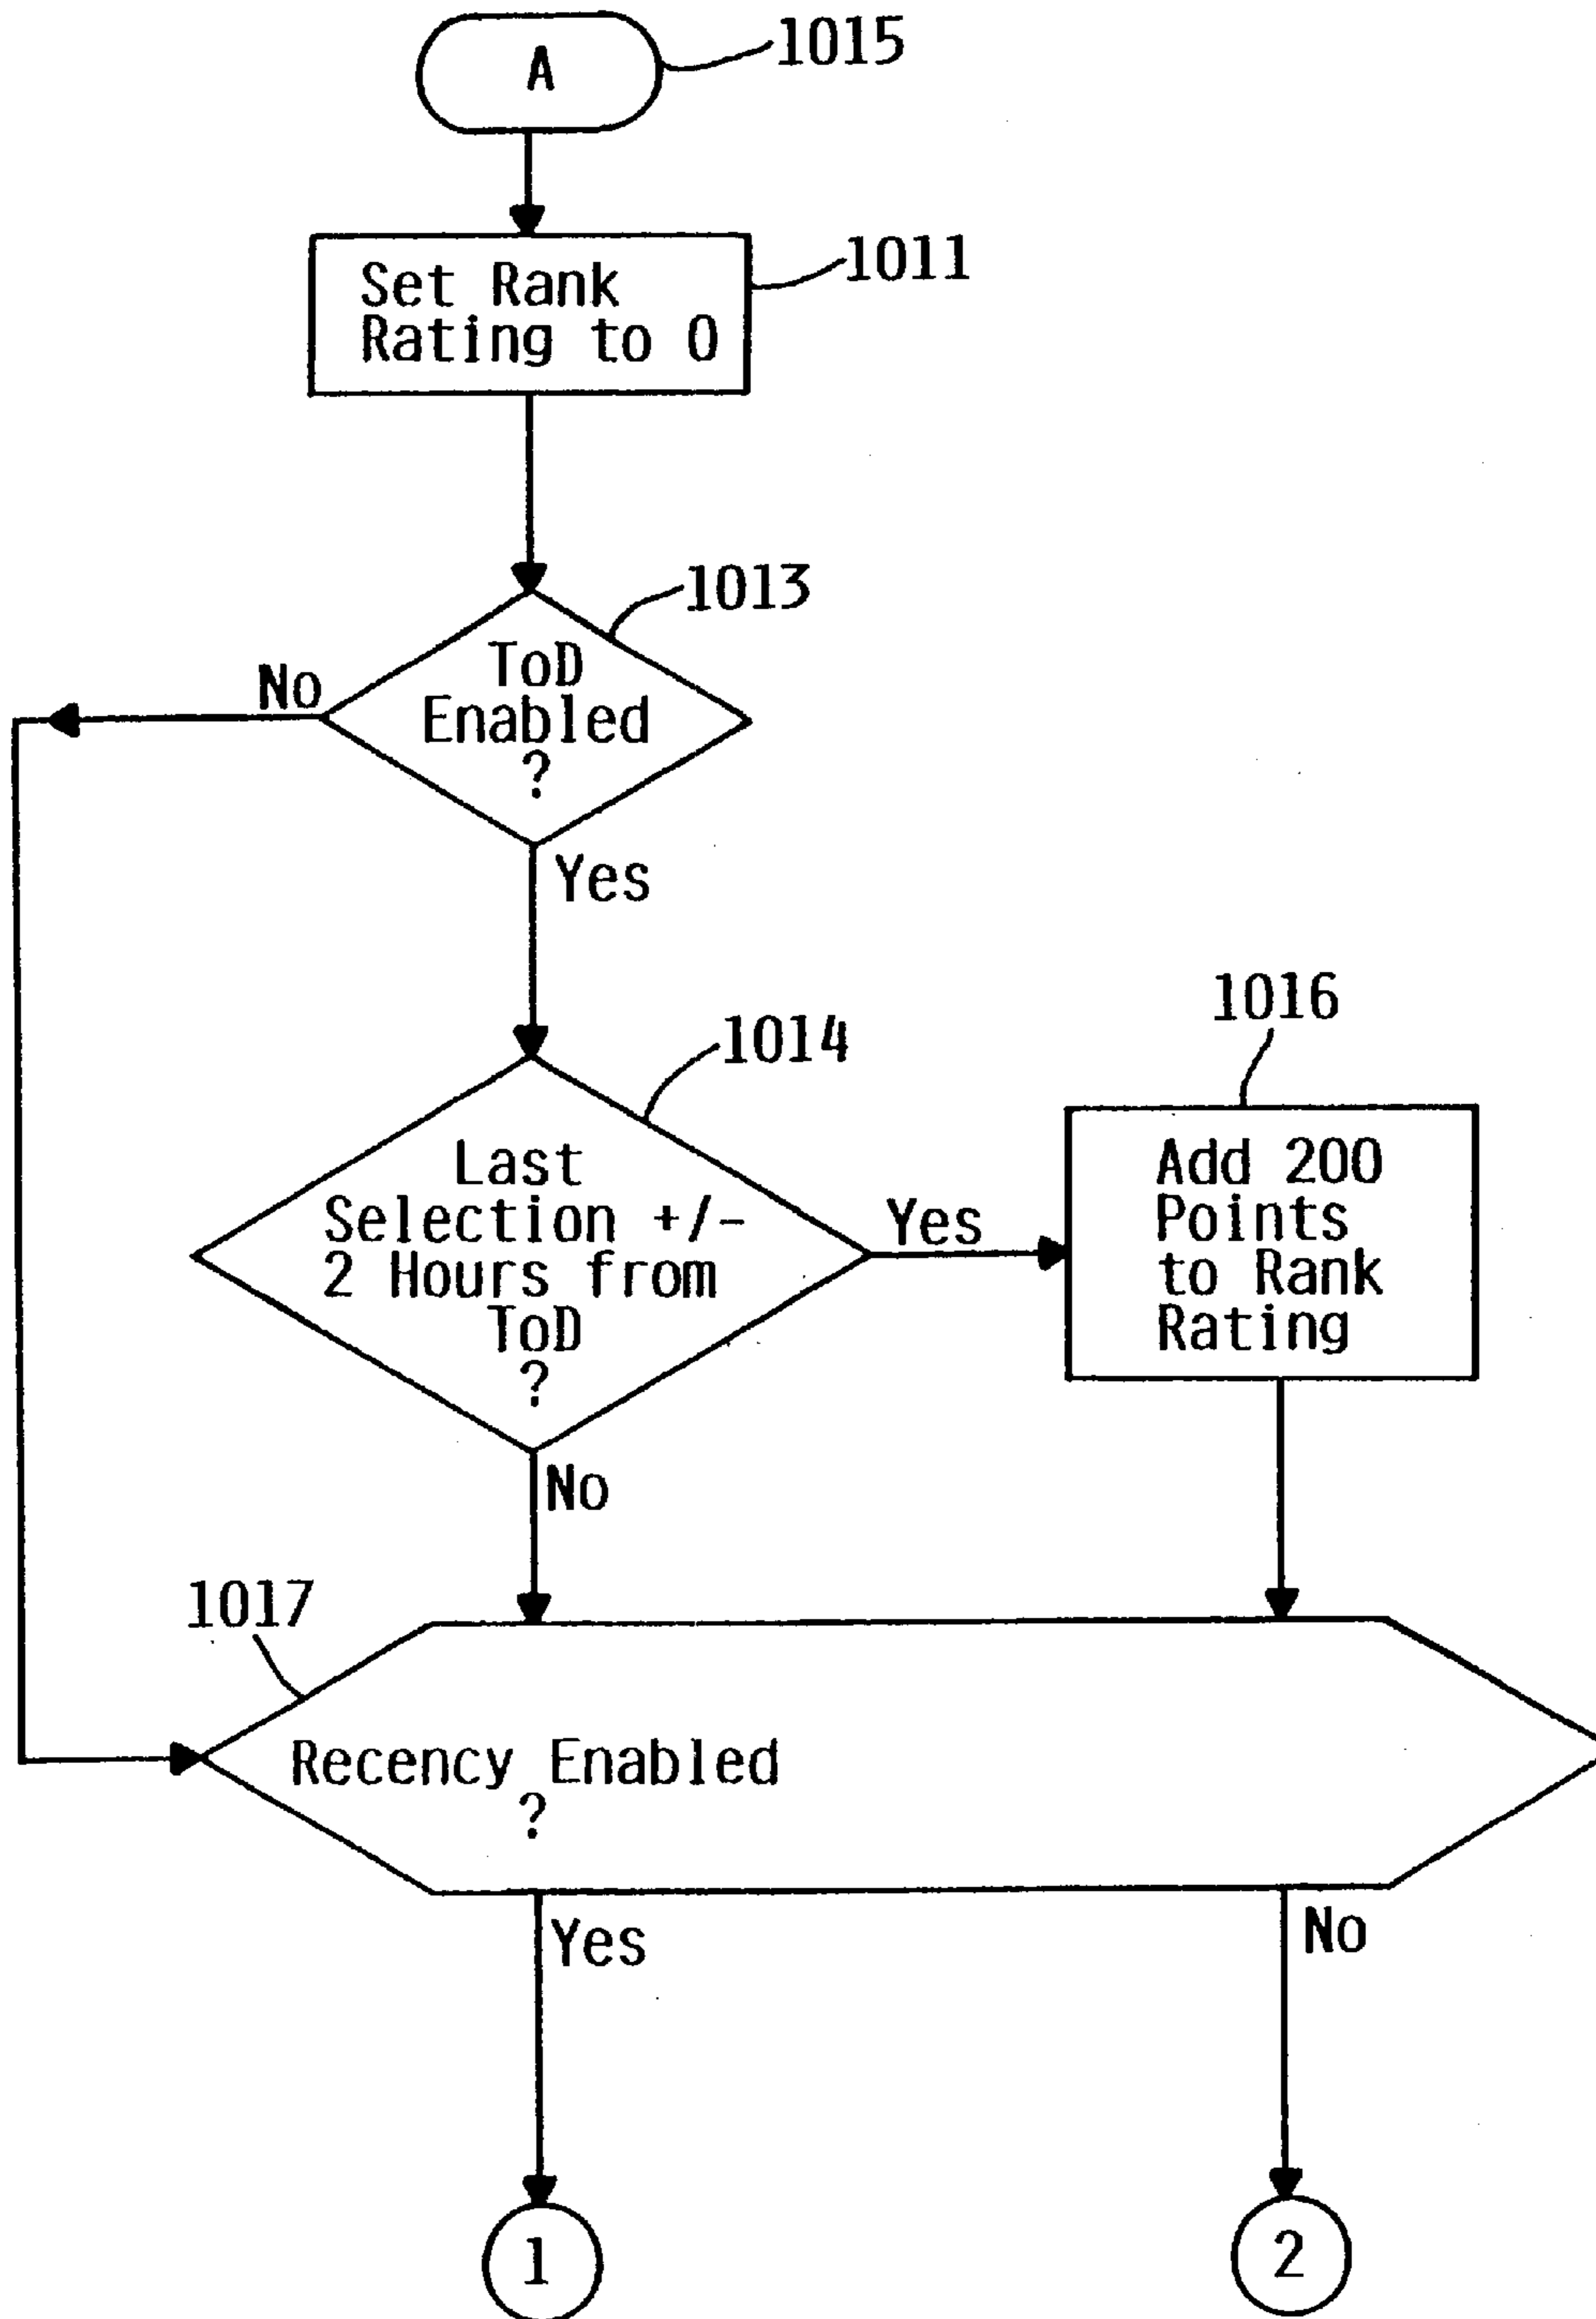 A
1015
Set Rank
Rating to 0
1011
1013
ToD
Enabled
?
No
Yes
1014
Last
Selection +/-
2 Hours from
ToD
?
Yes
1016
Add 200
Points
to Rank
Rating
No
1017
Recency Enabled
?
Yes
No
1
2